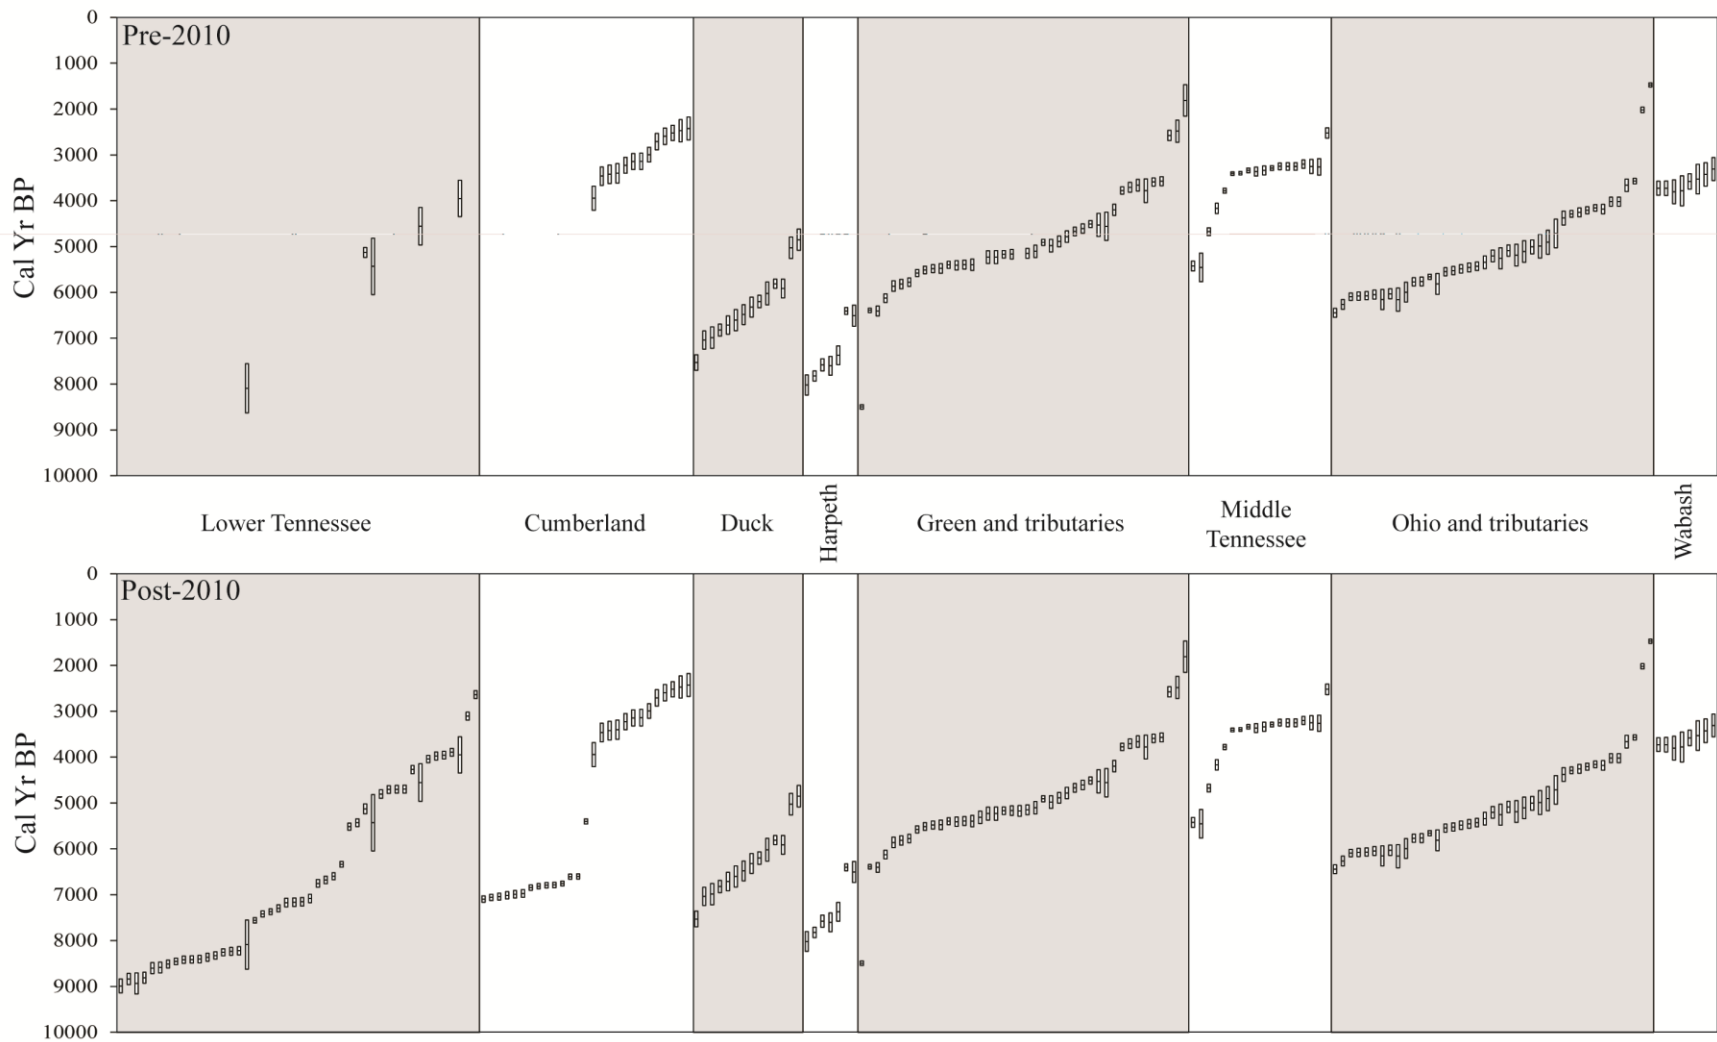 Pre-2010
0
1000
2000
3000
4000
5000
6000
7000
8000
9000
10000
Cal Yr BP
Lower Tennessee
Cumberland
Duck
Harpeth
Green and tributaries
Middle
Tennessee
Ohio and tributaries
Wabash
Post-2010
0
1000
2000
3000
4000
5000
6000
7000
8000
9000
10000
Cal Yr BP